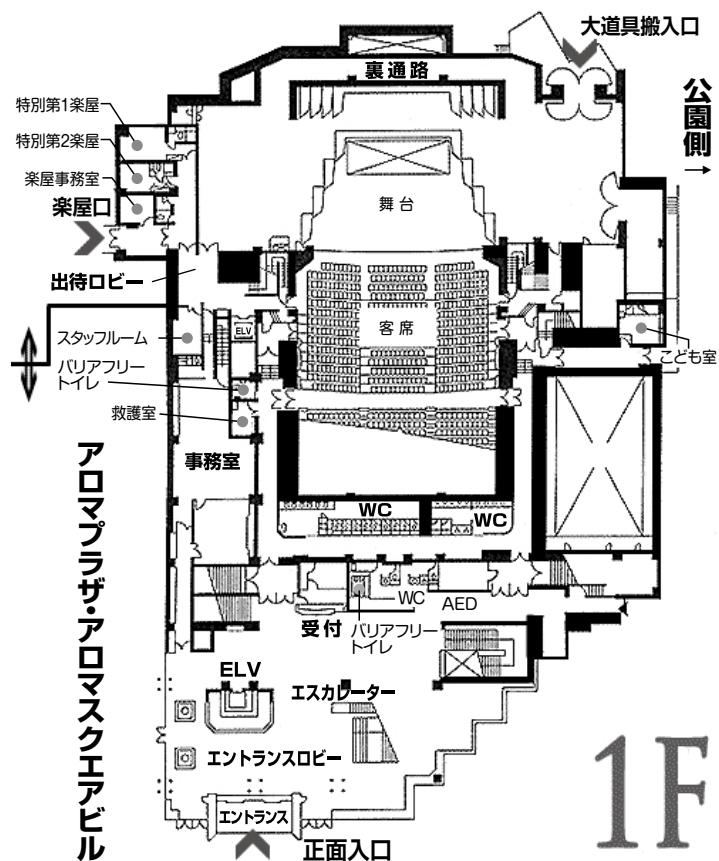 大道具搬入口
裏通路
公園側→
特別第1楽屋
特別第2楽屋
楽屋事務室
楽屋口
舞台
出待ロビー
客席
スタッフルーム
ELV
バリアフリー
トイレ
こども室
救護室
事務室
アロマプラザ・アロマスクエアビル
WC
WC
WC
AED
受付
バリアフリー
トイレ
ELV
エスカレーター
エントランスロビー
エントランス
正面入口
1F